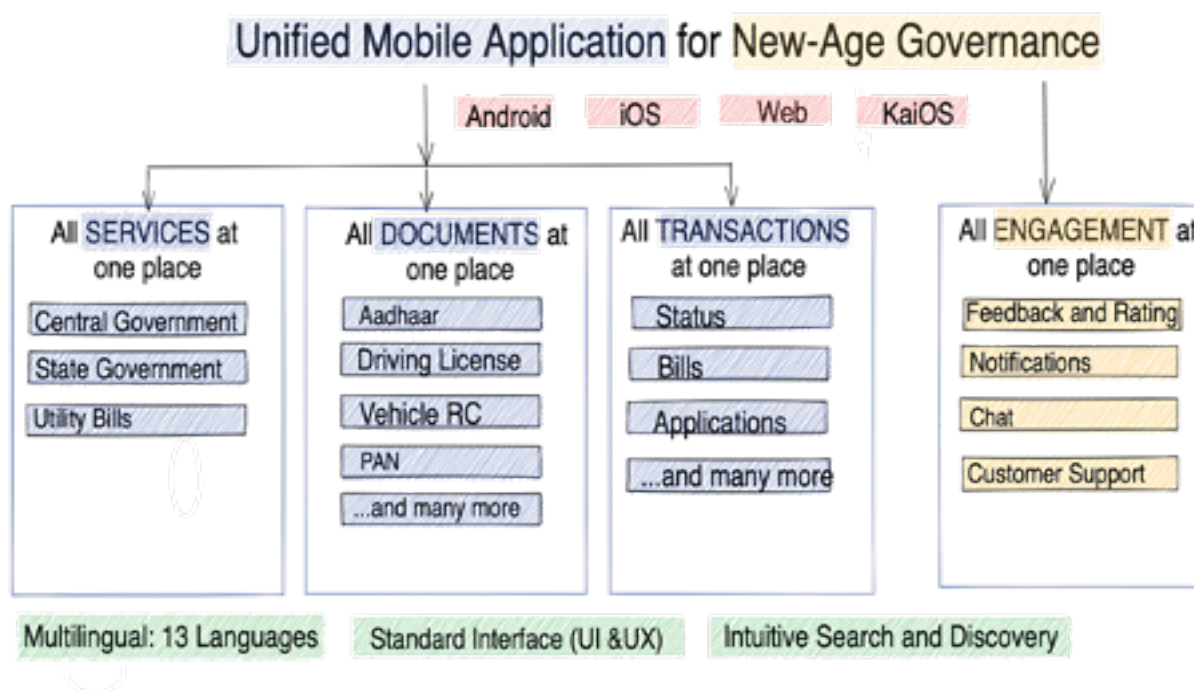 Unified Mobile Application for New-Age Governance
Android
iOS
Web
KaiOS
All SERVICES at
one place
Central Government
State Government
Utility Bills
All DOCUMENTS at
one place
Aadhaar
Driving License
Vehicle RC
PAN
...and many more
All TRANSACTIONS
at one place
Status
Bills
Applications
...and many more
All ENGAGEMENT at
one place
Feedback and Rating
Notifications
Chat
Customer Support
Multilingual: 13 Languages
Standard Interface (UI &UX)
Intuitive Search and Discovery